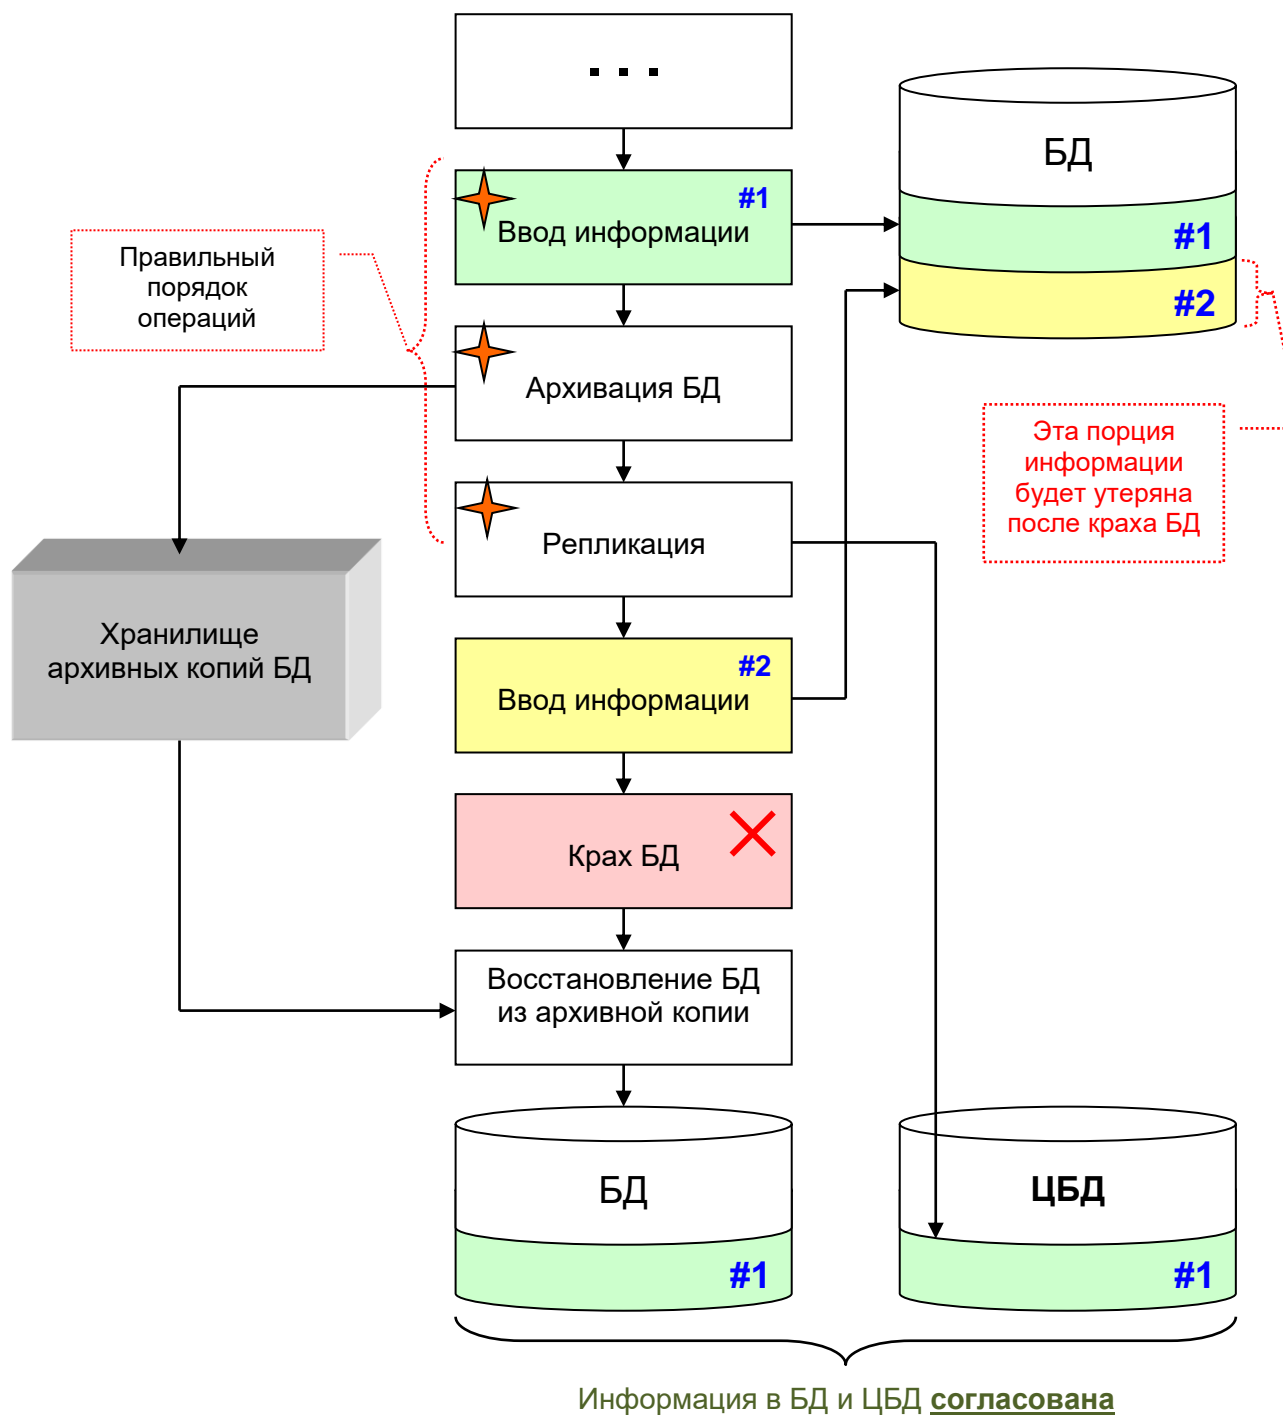 ...
БД
#1
Ввод информации
#1
#2
Правильный
порядок
операций
Архивация БД
Эта порция
информации
будет утеряна
после краха БД
Репликация
Хранилище
архивных копий БД
#2
Ввод информации
Крах БД
Восстановление БД
из архивной копии
БД
#1
ЦБД
#1
Информация в БД и ЦБД согласована